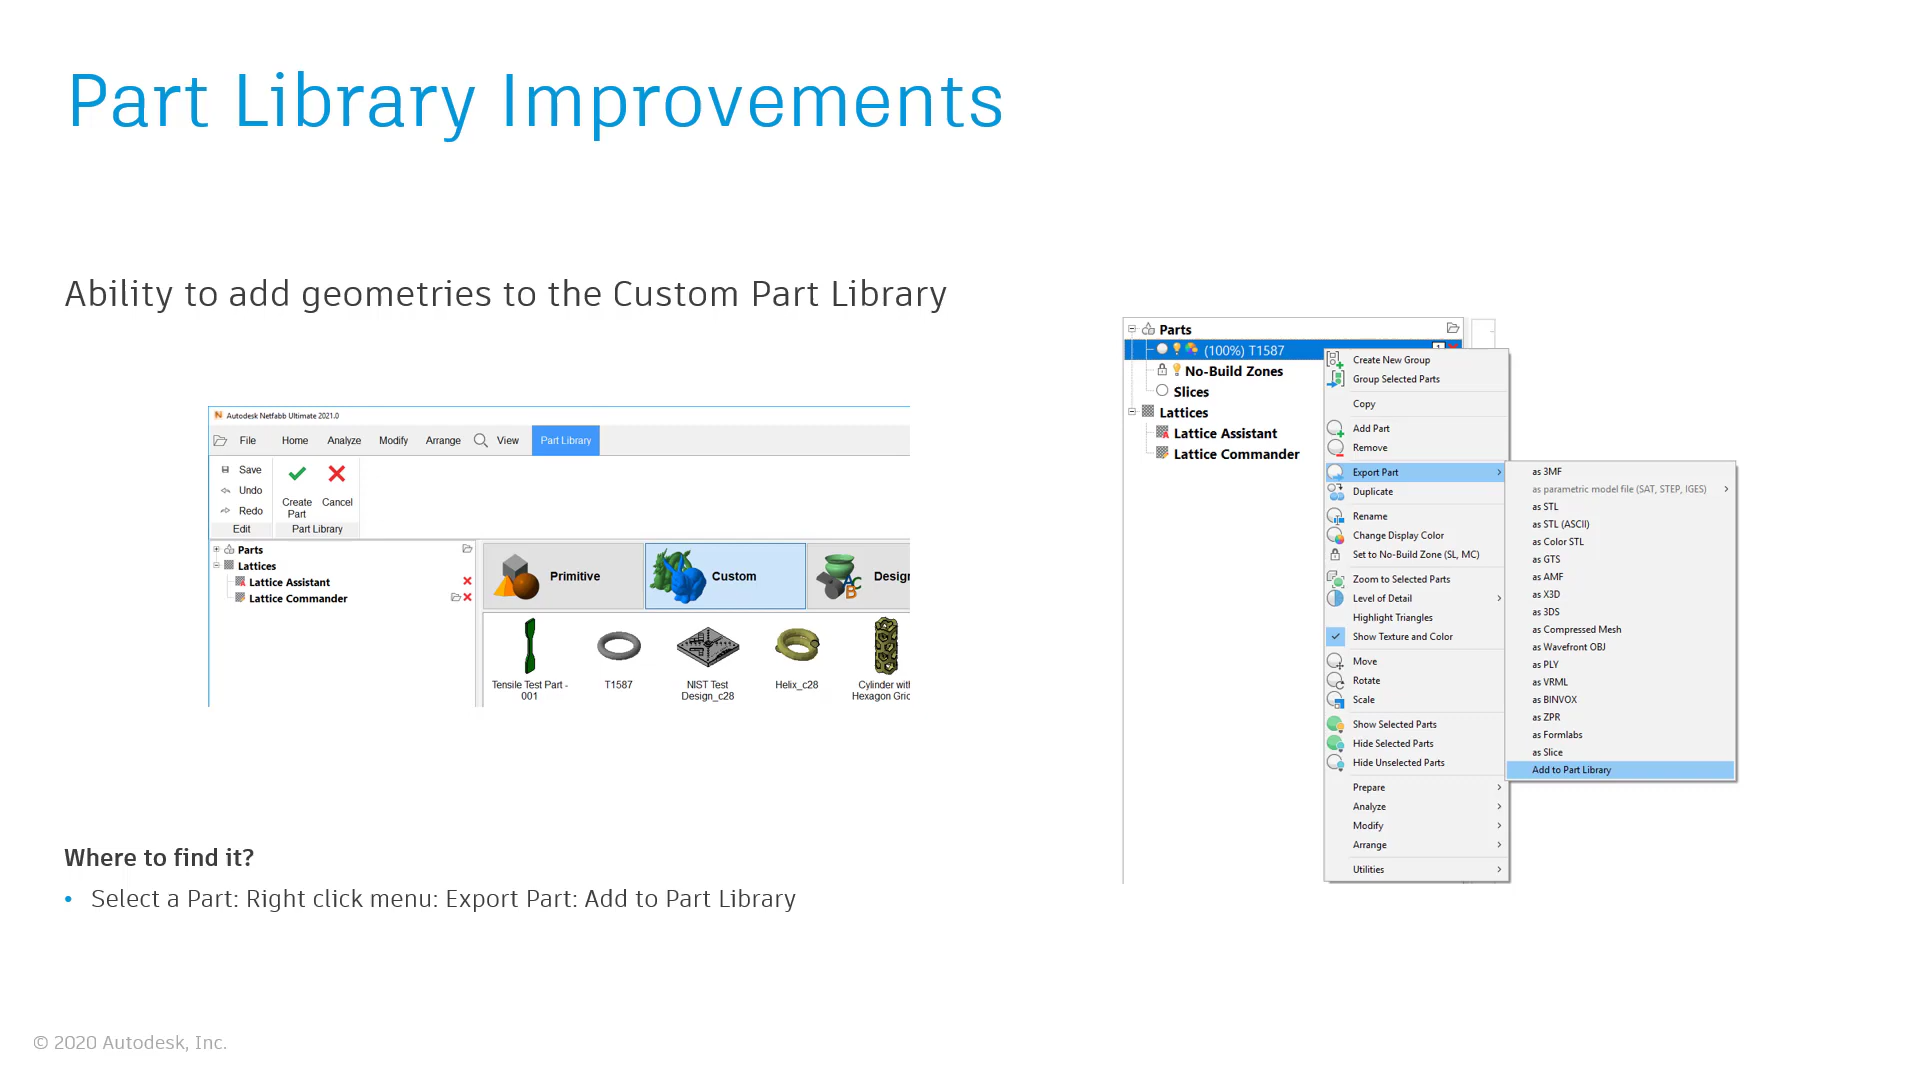 Part Library Improvements
Ability to add geometries to the Custom Part Library
Autodesk Netfabb Ultimate 2021.0
File Home Analyze Modify Arrange View Part Library
Save
Undo
Redo
Edit
Create
Part
Cancel
Part Library
Parts
Lattices
Lattice Assistant
Lattice Commander
Primitive
Custom
Design
Tensile Test Part -
001
T1587
NIST Test
Design_c28
Helix_c28
Cylinder with
Hexagon Grid
Parts
(100%) T1587
No-Build Zones
Slices
Lattices
Lattice Assistant
Lattice Commander
Create New Group
Group Selected Parts
Copy
Add Part
Remove
Export Part
Duplicate
Rename
Change Display Color
Set to No-Build Zone (SL, MC)
Zoom to Selected Parts
Level of Detail
Highlight Triangles
Show Texture and Color
Move
Rotate
Scale
Show Selected Parts
Hide Selected Parts
Hide Unselected Parts
Prepare
Analyze
Modify
Arrange
Utilities
as 3MF
as parametric model file (SAT, STEP, IGES)
as STL
as STL (ASCII)
as Color STL
as GTS
as AMF
as X3D
as 3DS
as Compressed Mesh
as Wavefront OBJ
as PLY
as VRML
as BINVOX
as ZPR
as Formlabs
as Slice
Add to Part Library
Where to find it?
• Select a Part: Right click menu: Export Part: Add to Part Library
© 2020 Autodesk, Inc.